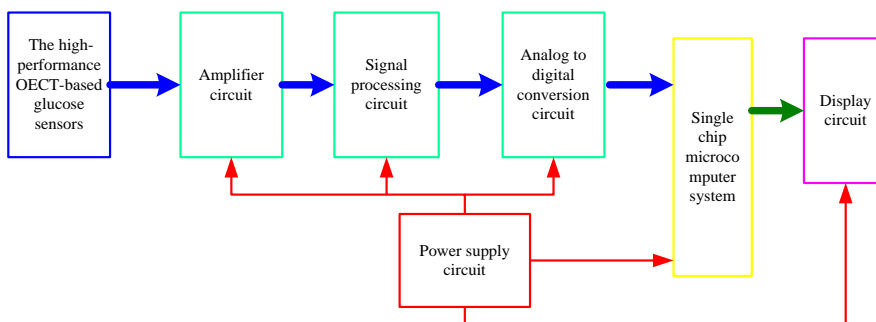 The high-
performance
OECT-based
glucose
sensors
Amplifier
circuit
Signal
processing
circuit
Analog to
digital
conversion
circuit
Single
chip
microco
mputer
system
Display
circuit
Power supply
circuit